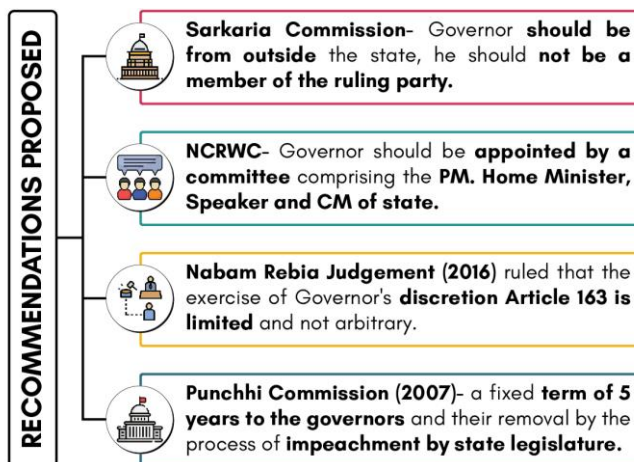 RECOMMENDATIONS PROPOSED
Sarkaria Commission- Governor should be
from outside the state, he should not be a
member of the ruling party.
NCRWC- Governor should be appointed by a
committee comprising the PM. Home Minister,
Speaker and CM of state.
Nabam Rebia Judgement (2016) ruled that the
exercise of Governor's discretion Article 163 is
limited and not arbitrary.
Punchhi Commission (2007)- a fixed term of 5
years to the governors and their removal by the
process of impeachment by state legislature.